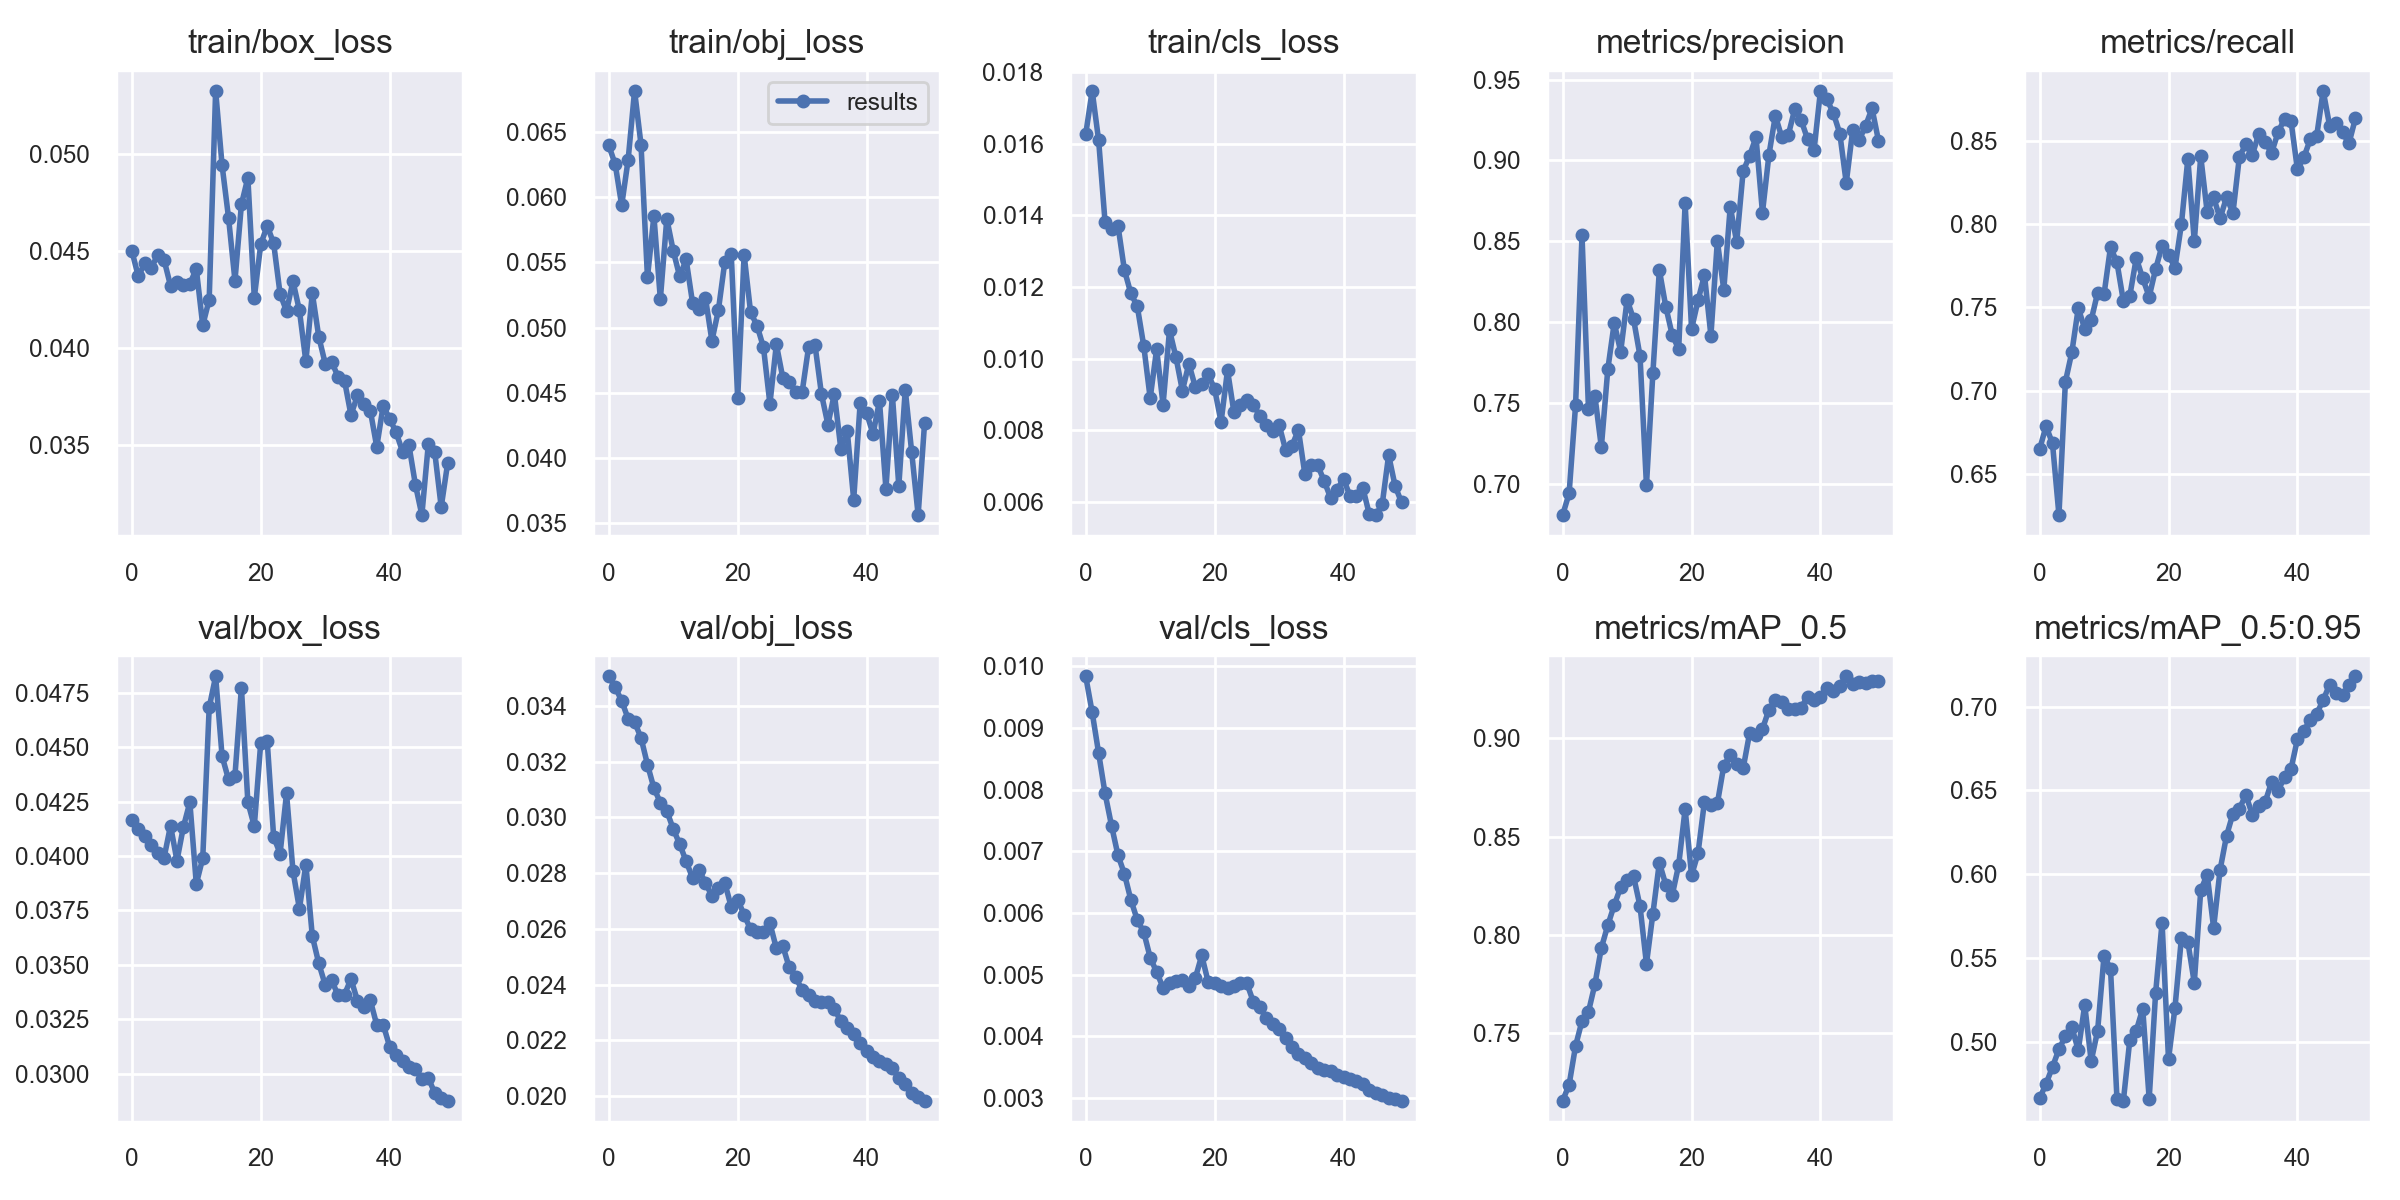 train/box_loss
0.050
0.045
0.040
0.035
0 20 40
train/obj_loss
results
0.065
0.060
0.055
0.050
0.045
0.040
0.035
0 20 40
train/cls_loss
0.018
0.016
0.014
0.012
0.010
0.008
0.006
0 20 40
metrics/precision
0.95
0.90
0.85
0.80
0.75
0.70
0 20 40
metrics/recall
0.85
0.80
0.75
0.70
0.65
0 20 40
val/box_loss
0.0475
0.0450
0.0425
0.0400
0.0375
0.0350
0.0325
0.0300
0 20 40
val/obj_loss
0.034
0.032
0.030
0.028
0.026
0.024
0.022
0.020
0 20 40
val/cls_loss
0.010
0.009
0.008
0.007
0.006
0.005
0.004
0.003
0 20 40
metrics/mAP_0.5
0.90
0.85
0.80
0.75
0 20 40
metrics/mAP_0.5:0.95
0.70
0.65
0.60
0.55
0.50
0 20 40